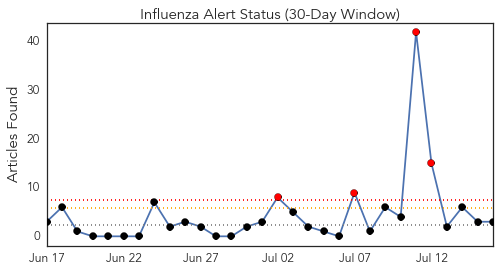 Influenza Alert Status (30-Day Window)
Articles Found
40
30
20
10
0
Jun 17 Jun 22 Jun 27 Jul 02 Jul 07 Jul 12